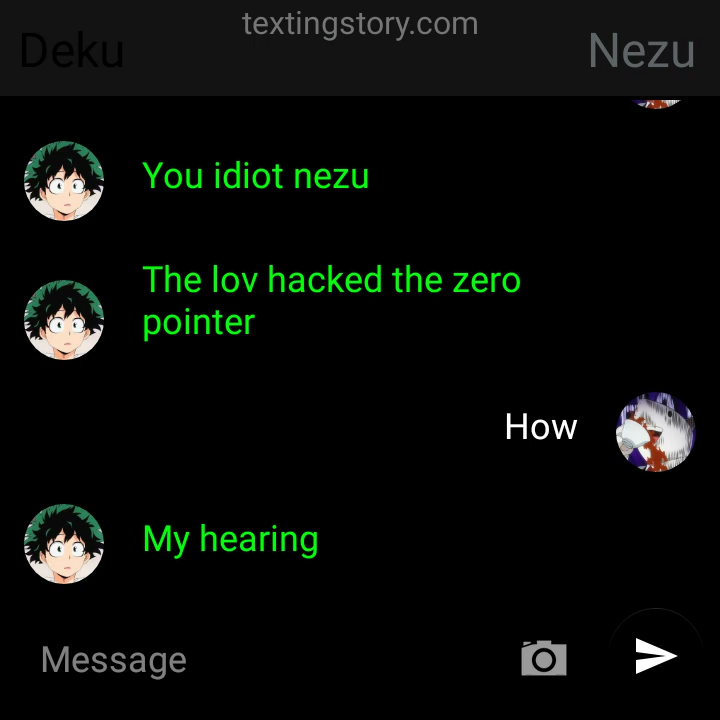 textingstory.com
Deku
Nezu
You idiot nezu
The lov hacked the zero
pointer
How
My hearing
Message